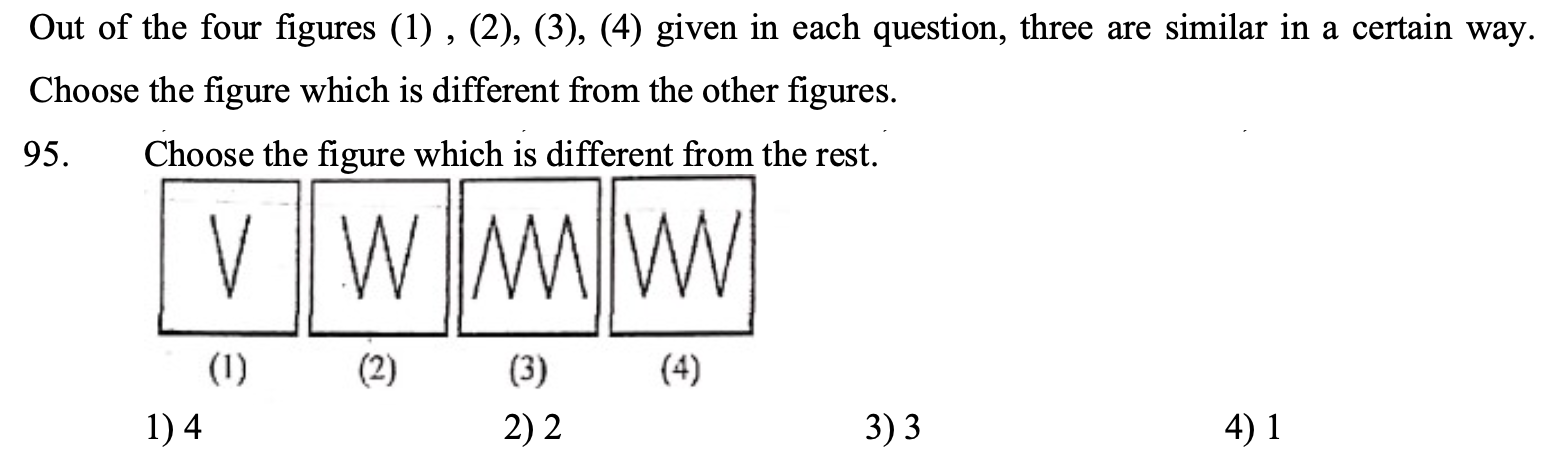 Out of the four figures (1) , (2), (3), (4) given in each question, three are similar in a certain way.
Choose the figure which is different from the other figures.
95. Choose the figure which is different from the rest.
(1) (2) (3) (4)
1) 4 2) 2 3) 3 4) 1